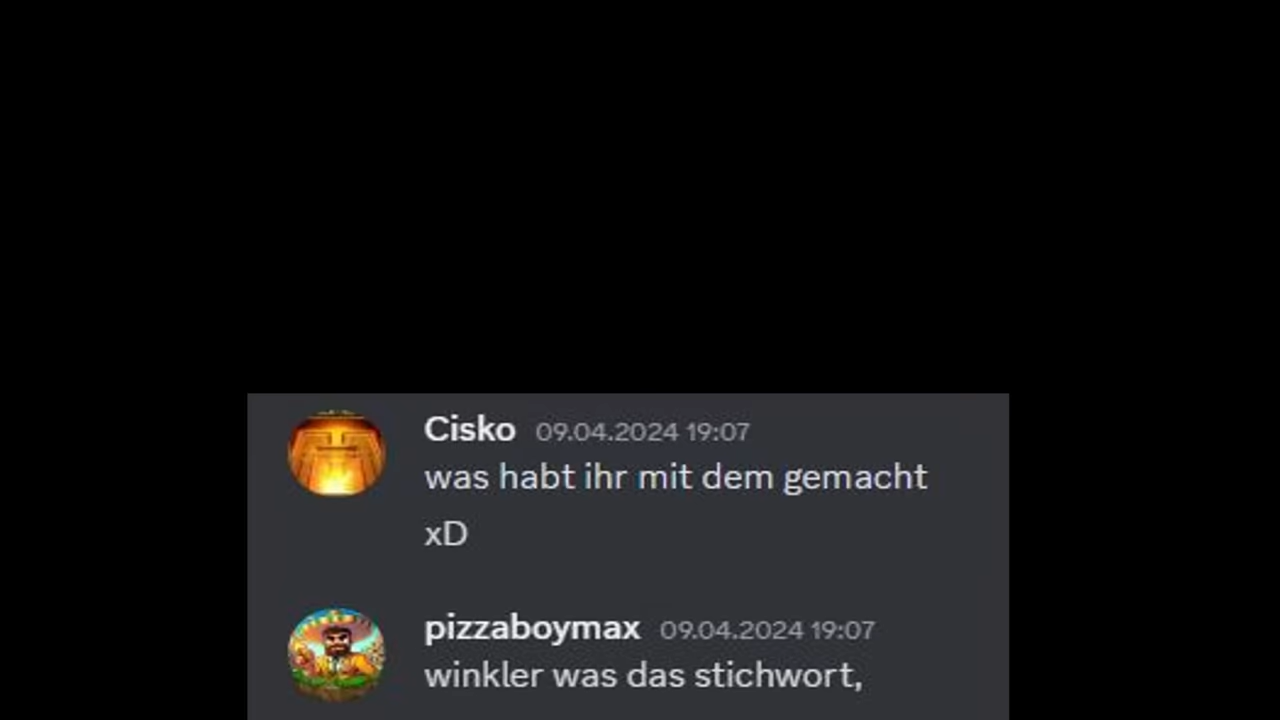 Cisko 09.04.2024 19:07
was habt ihr mit dem gemacht
xD
pizzaboymax 09.04.2024 19:07
winkler was das stichwort,